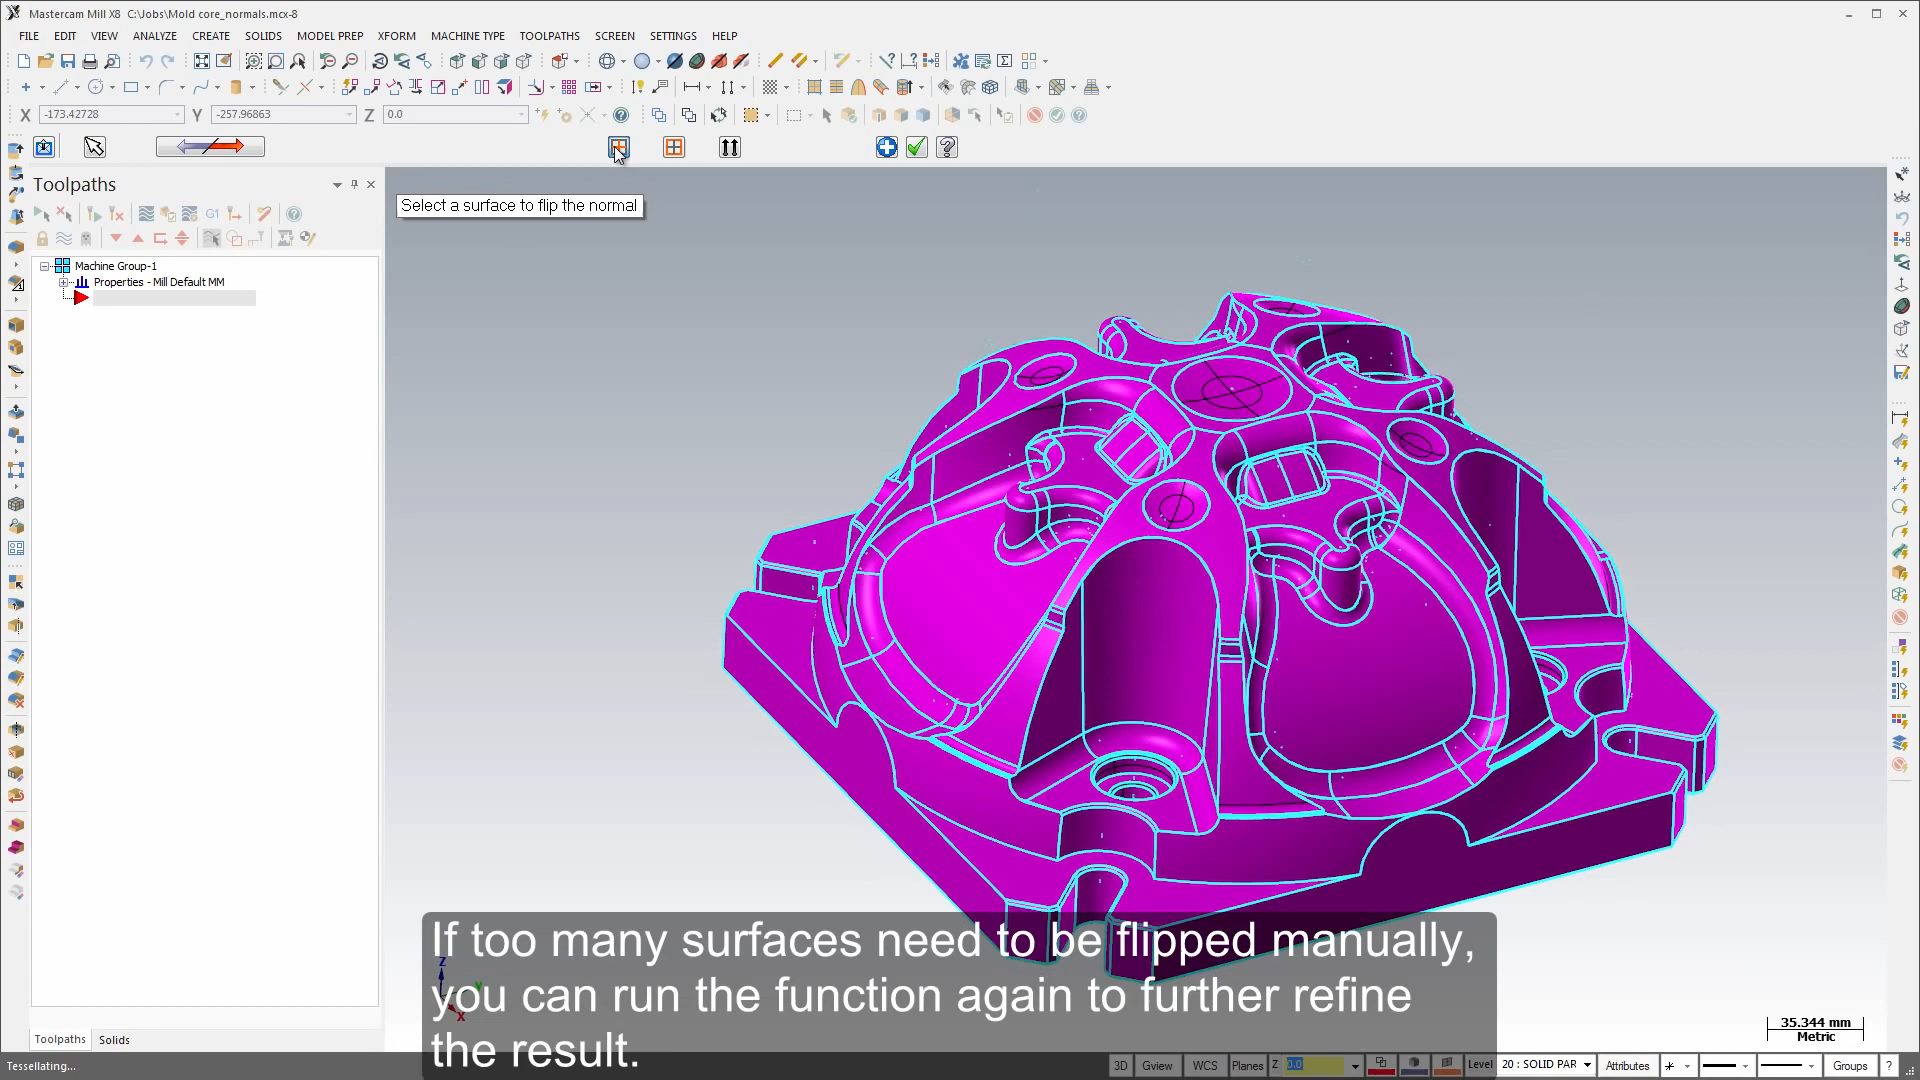 Mastercam Mill X8 C:\Jobs\Mold core_normals.mcx-8
FILE EDIT VIEW ANALYZE CREATE SOLIDS MODEL PREP XFORM MACHINE TYPE TOOLPATHS SCREEN SETTINGS HELP
X -173.42728 Y -257.96863 Z 0.0
Toolpaths
Select a surface to flip the normal
G1
Machine Group-1
Properties - Mill Default MM
If too many surfaces need to be flipped manually,
you can run the function again to further refine
the result.
Z
Y
X
35.344 mm
Metric
Toolpaths Solids
Tessellating...
3D Gview WCS Planes Z 0.0 Level 20 : SOLID PAR Attributes Groups ?